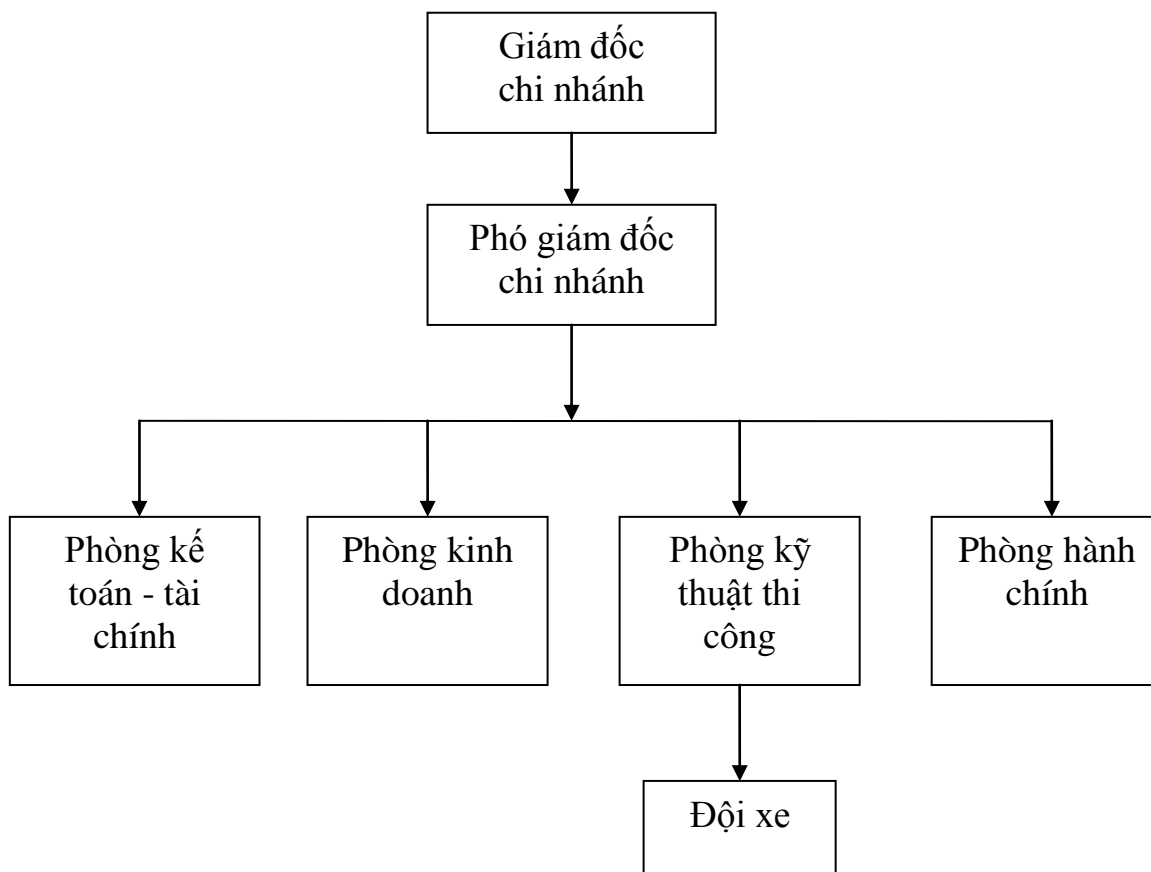 Giám đốc
chi nhánh
Phó giám đốc
chi nhánh
Phòng kế
toán - tài
chính
Phòng kinh
doanh
Phòng kỹ
thuật thi
công
Phòng hành
chính
Đội xe